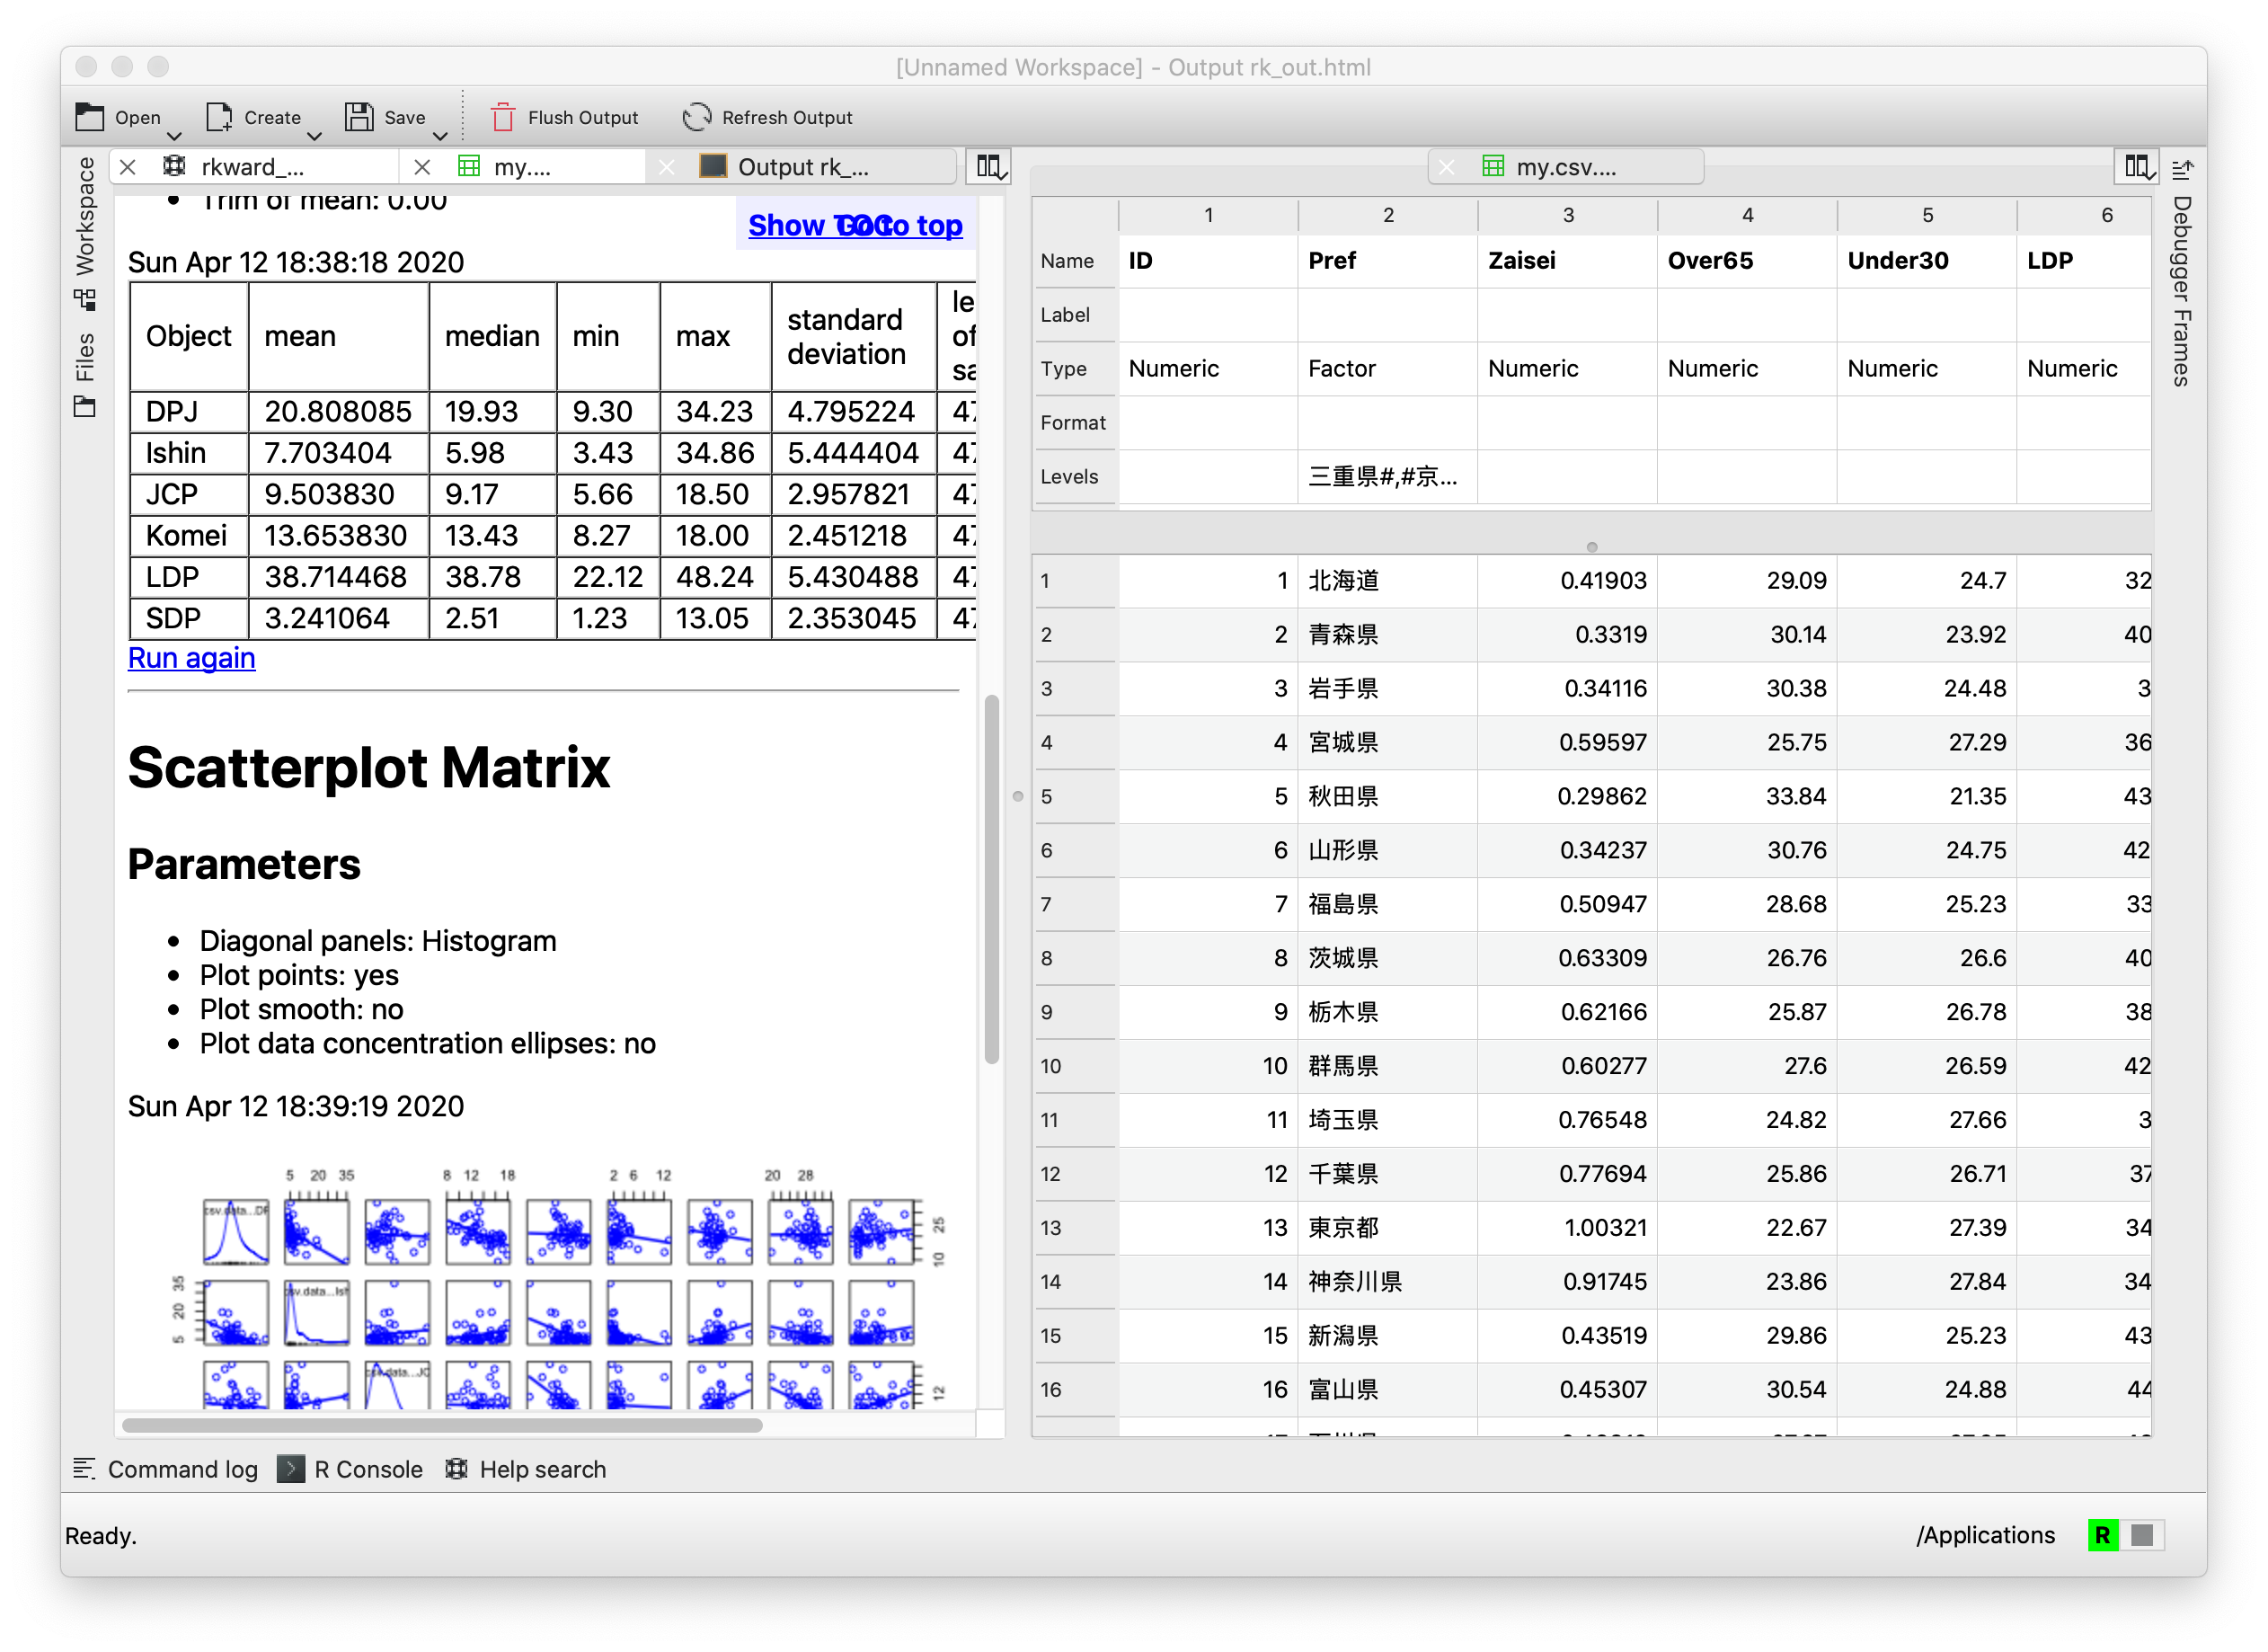 [Unnamed Workspace] - Output rk_out.html
Open Create Save Flush Output Refresh Output
Workspace
Files
rkward_... my.... Output rk_...
Trim of mean: 0.00
Show TOC Go to top
Sun Apr 12 18:38:18 2020
Object mean median min max standard deviation le of sa
DPJ 20.808085 19.93 9.30 34.23 4.795224 47
Ishin 7.703404 5.98 3.43 34.86 5.444404 47
JCP 9.503830 9.17 5.66 18.50 2.957821 47
Komei 13.653830 13.43 8.27 18.00 2.451218 47
LDP 38.714468 38.78 22.12 48.24 5.430488 47
SDP 3.241064 2.51 1.23 13.05 2.353045 47
Run again
Scatterplot Matrix
Parameters
Diagonal panels: Histogram
Plot points: yes
Plot smooth: no
Plot data concentration ellipses: no
Sun Apr 12 18:39:19 2020
5 20 35 8 12 18 2 6 12 20 28
10 25
5 20 35
12
my.csv....
Debugger Frames
1 2 3 4 5 6
Name ID Pref Zaisei Over65 Under30 LDP
Label
Type Numeric Factor Numeric Numeric Numeric Numeric
Format
Levels 三重県#,#京...
1 1 北海道 0.41903 29.09 24.7 32
2 2 青森県 0.3319 30.14 23.92 40
3 3 岩手県 0.34116 30.38 24.48 3
4 4 宮城県 0.59597 25.75 27.29 36
5 5 秋田県 0.29862 33.84 21.35 43
6 6 山形県 0.34237 30.76 24.75 42
7 7 福島県 0.50947 28.68 25.23 33
8 8 茨城県 0.63309 26.76 26.6 40
9 9 栃木県 0.62166 25.87 26.78 38
10 10 群馬県 0.60277 27.6 26.59 42
11 11 埼玉県 0.76548 24.82 27.66 3
12 12 千葉県 0.77694 25.86 26.71 37
13 13 東京都 1.00321 22.67 27.39 34
14 14 神奈川県 0.91745 23.86 27.84 34
15 15 新潟県 0.43519 29.86 25.23 43
16 16 富山県 0.45307 30.54 24.88 44
Command log R Console Help search
Ready. /Applications R